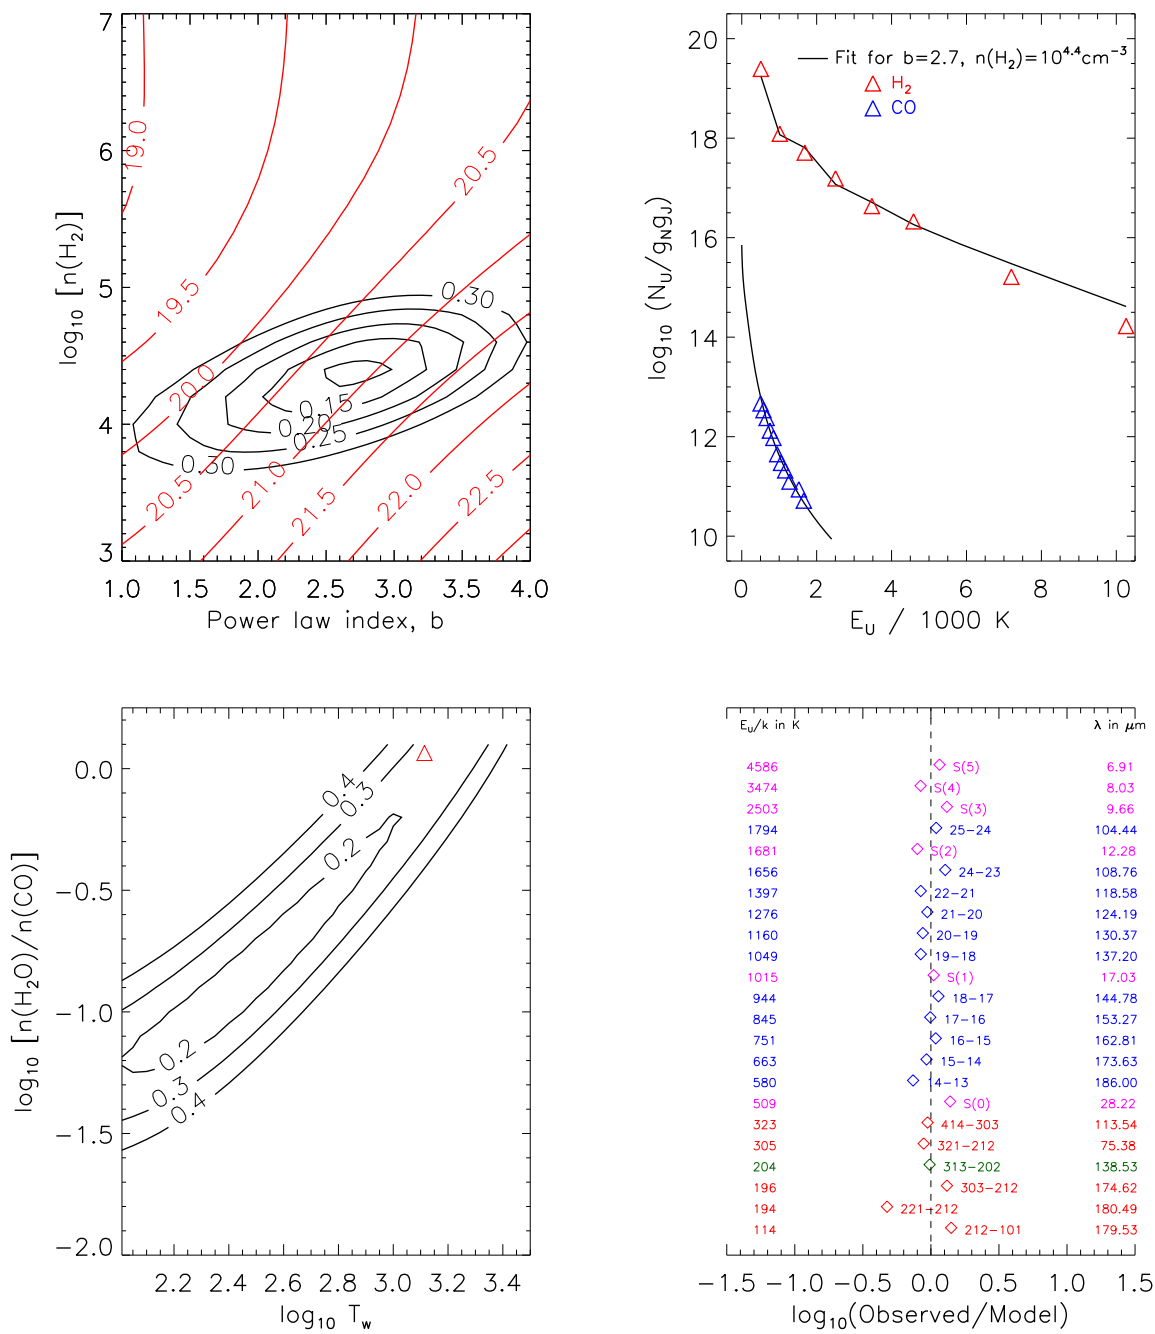 7
6
5
4
3
1.0 1.5 2.0 2.5 3.0 3.5 4.0
Power law index, b
log₁₀ [n(H₂)]
19.0
20.5
19.5
0.30
20.0
0.15
0.20
0.25
0.30
20.5
21.0
21.5
22.0
22.5
20
18
16
14
12
10
0 2 4 6 8 10
E_U / 1000 K
log₁₀ (N_U/g_Ng_J)
Fit for b=2.7, n(H₂)=10^4.4cm⁻³
H₂
CO
0.0
−0.5
−1.0
−1.5
−2.0
2.2 2.4 2.6 2.8 3.0 3.2 3.4
log₁₀ T_w
log₁₀ [n(H₂O)/n(CO)]
0.4
0.3
0.2
0.2
0.3
0.4
E_U/k in K λ in μm
4586 S(5) 6.91
3474 S(4) 8.03
2503 S(3) 9.66
1794 25−24 104.44
1681 S(2) 12.28
1656 24−23 108.76
1397 22−21 118.58
1276 21−20 124.19
1160 20−19 130.37
1049 19−18 137.20
1015 S(1) 17.03
944 18−17 144.78
845 17−16 153.27
751 16−15 162.81
663 15−14 173.63
580 14−13 186.00
509 S(0) 28.22
323 414−303 113.54
305 321−212 75.38
204 313−202 138.53
196 303−212 174.62
194 221−212 180.49
114 212−101 179.53
−1.5 −1.0 −0.5 0.0 0.5 1.0 1.5
log₁₀(Observed/Model)